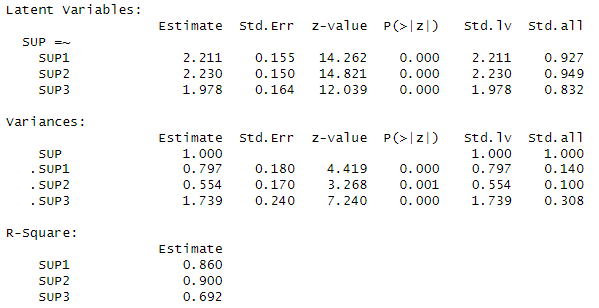 Latent Variables:
                   Estimate  Std.Err  z-value  P(>|z|)   Std.lv  Std.all
  SUP =~
    SUP1              2.211    0.155   14.262    0.000    2.211    0.927
    SUP2              2.230    0.150   14.821    0.000    2.230    0.949
    SUP3              1.978    0.164   12.039    0.000    1.978    0.832
Variances:
                   Estimate  Std.Err  z-value  P(>|z|)   Std.lv  Std.all
    SUP               1.000                               1.000    1.000
   .SUP1              0.797    0.180    4.419    0.000    0.797    0.140
   .SUP2              0.554    0.170    3.268    0.001    0.554    0.100
   .SUP3              1.739    0.240    7.240    0.000    1.739    0.308
R-Square:
                   Estimate
    SUP1              0.860
    SUP2              0.900
    SUP3              0.692